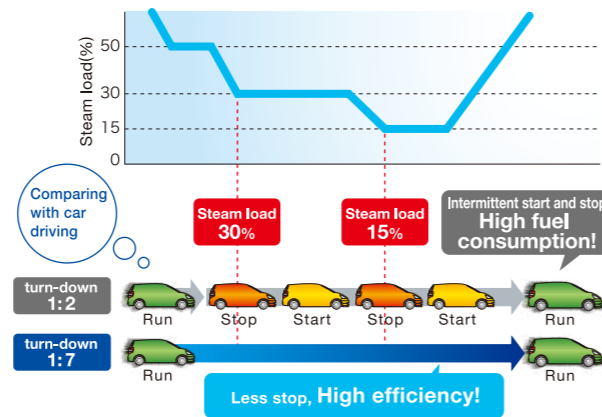 Steam load(%)
50
30
15
0
Comparing
with car
driving
Steam load
30%
Steam load
15%
Intermittent start and stop
High fuel
consumption!
turn-down
1:2
Run
Stop
Start
Stop
Start
Run
turn-down
1:7
Run
Run
Less stop, High efficiency!